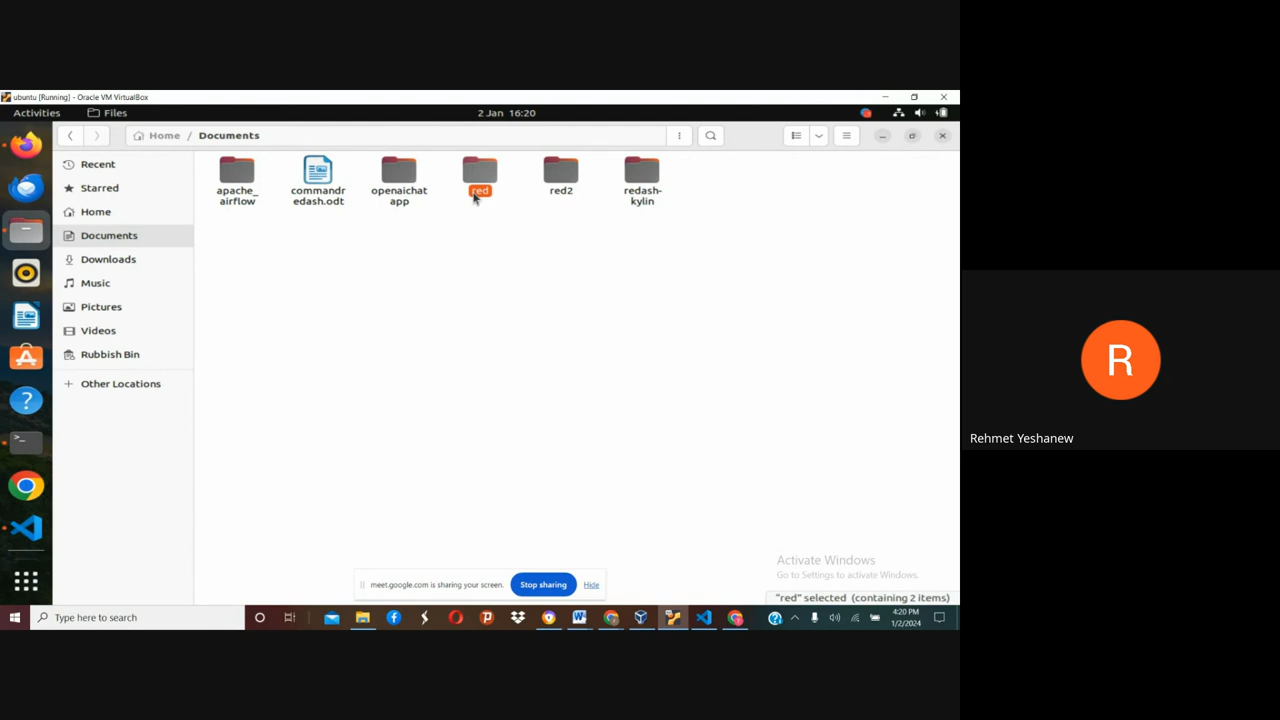 ubuntu [Running] - Oracle VM VirtualBox
Activities
Files
2 Jan 16:20
Home / Documents
Recent
Starred
Home
Documents
Downloads
Music
Pictures
Videos
Rubbish Bin
Other Locations
apache_
airflow
commandr
edash.odt
openaichat
app
red
red2
redash-
kylin
R
Rehmet Yeshanew
Activate Windows
Go to Settings to activate Windows.
meet.google.com is sharing your screen.
Stop sharing
Hide
"red" selected (containing 2 items)
Type here to search
4:20 PM
1/2/2024